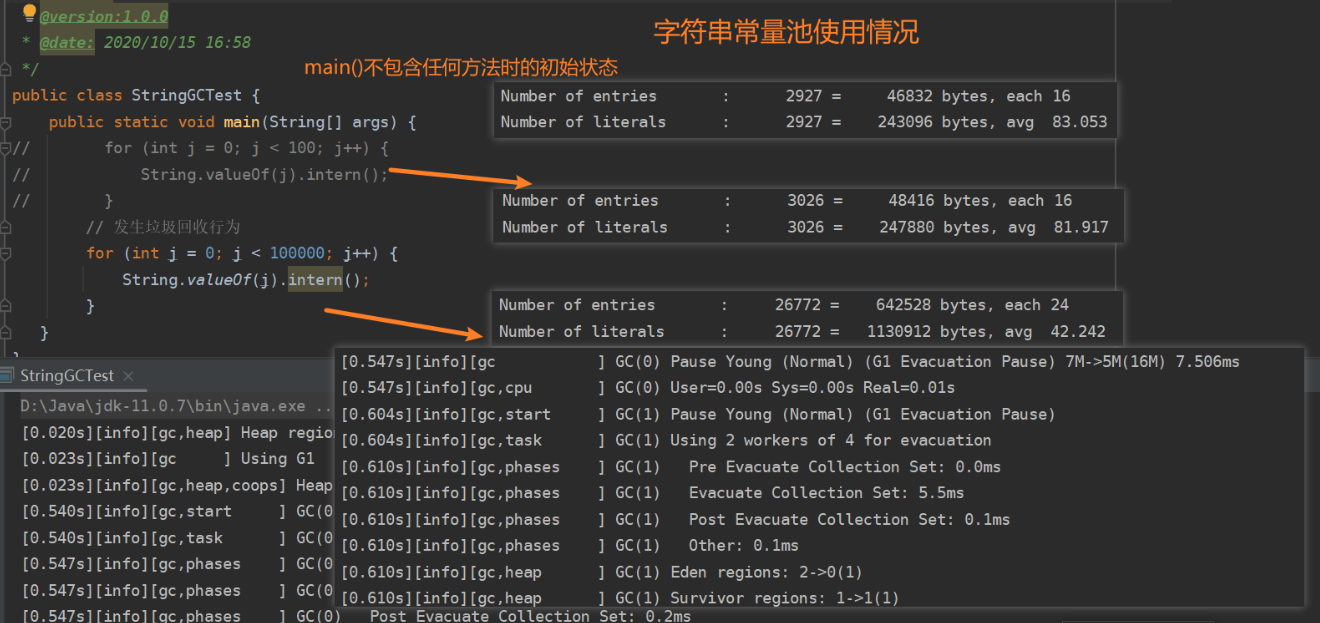 @version:1.0.0
* @date: 2020/10/15 16:58
*/
字符串常量池使用情况
main()不包含任何方法时的初始状态
public class StringGCTest {
public static void main(String[] args) {
// for (int j = 0; j < 100; j++) {
// String.valueOf(j).intern();
// }
// 发生垃圾回收行为
for (int j = 0; j < 100000; j++) {
String.valueOf(j).intern();
}
}
Number of entries : 2927 = 46832 bytes, each 16
Number of literals : 2927 = 243096 bytes, avg 83.053
Number of entries : 3026 = 48416 bytes, each 16
Number of literals : 3026 = 247880 bytes, avg 81.917
Number of entries : 26772 = 642528 bytes, each 24
Number of literals : 26772 = 1130912 bytes, avg 42.242
[0.547s][info][gc ] GC(0) Pause Young (Normal) (G1 Evacuation Pause) 7M->5M(16M) 7.506ms
[0.547s][info][gc,cpu ] GC(0) User=0.00s Sys=0.00s Real=0.01s
[0.604s][info][gc,start ] GC(1) Pause Young (Normal) (G1 Evacuation Pause)
[0.604s][info][gc,task ] GC(1) Using 2 workers of 4 for evacuation
[0.610s][info][gc,phases ] GC(1) Pre Evacuate Collection Set: 0.0ms
[0.610s][info][gc,phases ] GC(1) Evacuate Collection Set: 5.5ms
[0.610s][info][gc,phases ] GC(1) Post Evacuate Collection Set: 0.1ms
[0.610s][info][gc,phases ] GC(1) Other: 0.1ms
[0.610s][info][gc,heap ] GC(1) Eden regions: 2->0(1)
[0.610s][info][gc,heap ] GC(1) Survivor regions: 1->1(1)
StringGCTest ×
D:\Java\jdk-11.0.7\bin\java.exe ..
[0.020s][info][gc,heap] Heap regio
[0.023s][info][gc ] Using G1
[0.023s][info][gc,heap,coops] Heap
[0.540s][info][gc,start ] GC(0
[0.540s][info][gc,task ] GC(0
[0.547s][info][gc,phases ] GC(0
[0.547s][info][gc,phases ] GC(0
[0.547s][info][gc,phases ] GC(0) Post Evacuate Collection Set: 0.2ms